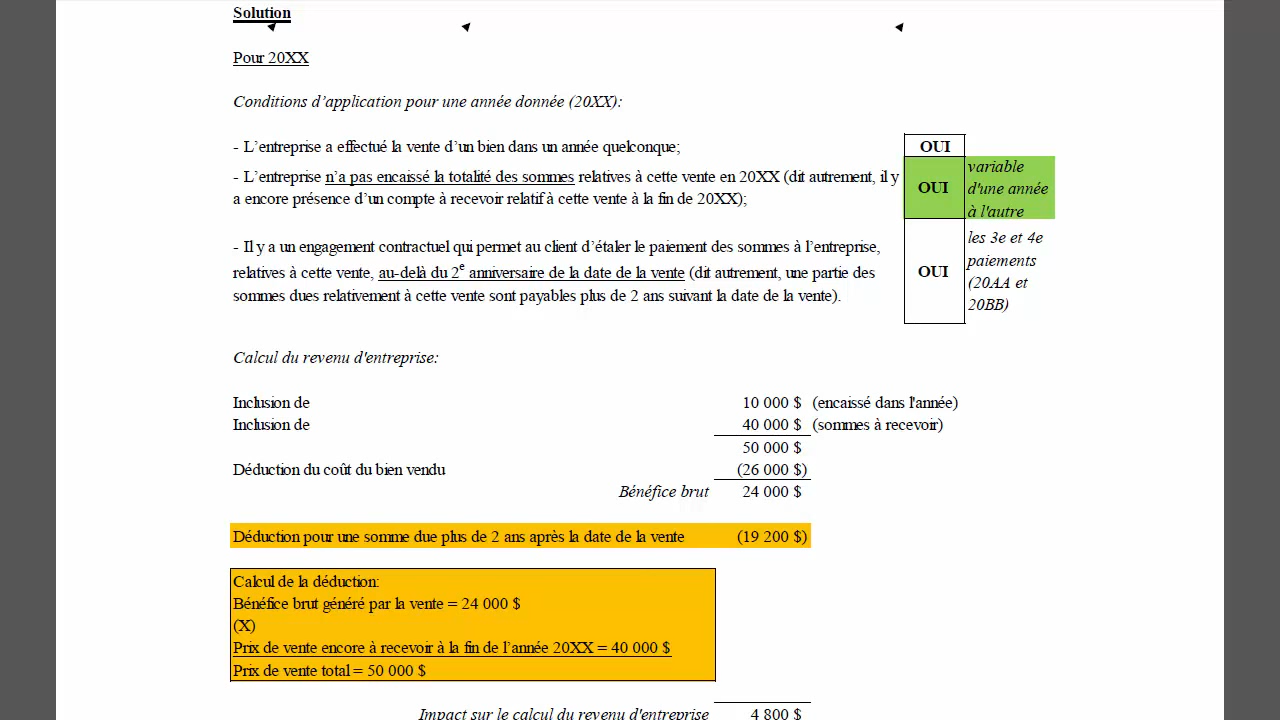 Solution
Pour 20XX
Conditions d’application pour une année donnée (20XX):
- L’entreprise a effectué la vente d’un bien dans un année quelconque;
OUI
- L’entreprise n’a pas encaissé la totalité des sommes relatives à cette vente en 20XX (dit autrement, il y
a encore présence d’un compte à recevoir relatif à cette vente à la fin de 20XX);
OUI
variable
d'une année
à l'autre
- Il y a un engagement contractuel qui permet au client d’étaler le paiement des sommes à l’entreprise,
relatives à cette vente, au-delà du 2e anniversaire de la date de la vente (dit autrement, une partie des
sommes dues relativement à cette vente sont payables plus de 2 ans suivant la date de la vente).
OUI
les 3e et 4e
paiements
(20AA et
20BB)
Calcul du revenu d'entreprise:
Inclusion de 10 000 $ (encaissé dans l'année)
Inclusion de 40 000 $ (sommes à recevoir)
50 000 $
Déduction du coût du bien vendu (26 000 $)
Bénéfice brut 24 000 $
Déduction pour une somme due plus de 2 ans après la date de la vente (19 200 $)
Calcul de la déduction:
Bénéfice brut généré par la vente = 24 000 $
(X)
Prix de vente encore à recevoir à la fin de l’année 20XX = 40 000 $
Prix de vente total = 50 000 $
Impact sur le calcul du revenu d'entreprise 4 800 $